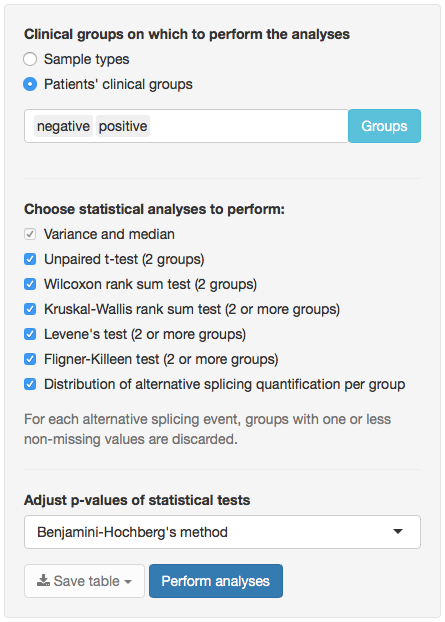 Clinical groups on which to perform the analyses
Sample types
Patients' clinical groups
negative positive Groups
Choose statistical analyses to perform:
Variance and median
Unpaired t-test (2 groups)
Wilcoxon rank sum test (2 groups)
Kruskal-Wallis rank sum test (2 or more groups)
Levene's test (2 or more groups)
Fligner-Killeen test (2 or more groups)
Distribution of alternative splicing quantification per group
For each alternative splicing event, groups with one or less
non-missing values are discarded.
Adjust p-values of statistical tests
Benjamini-Hochberg's method
Save table Perform analyses